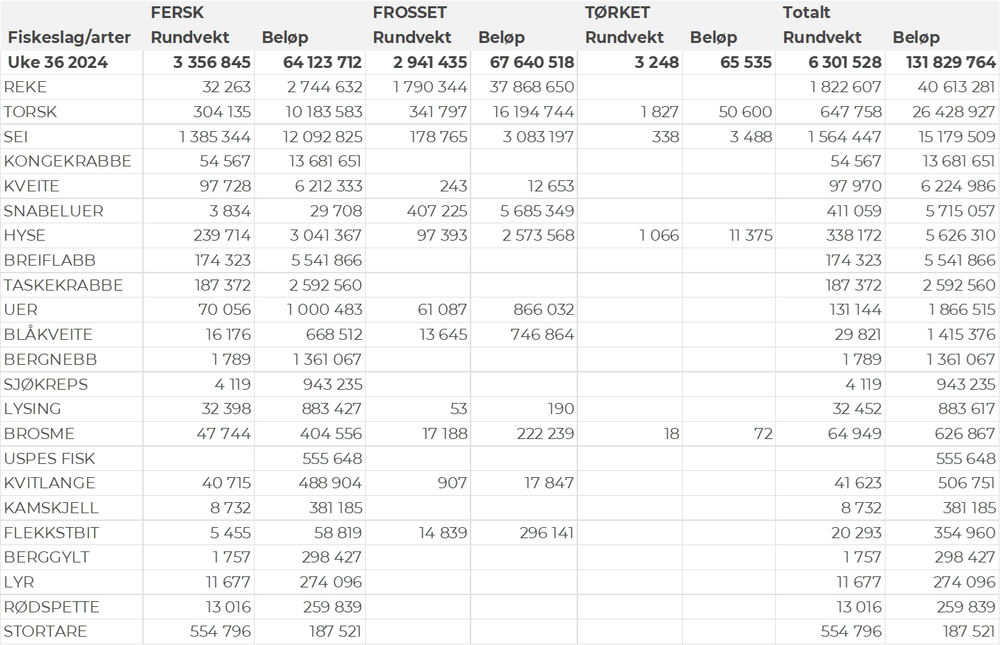 FERSK FROSSET TØRKET Totalt
Fiskeslag/arter Rundvekt Beløp Rundvekt Beløp Rundvekt Beløp Rundvekt Beløp
Uke 36 2024 3 356 845 64 123 712 2 941 435 67 640 518 3 248 65 535 6 301 528 131 829 764
REKE 32 263 2 744 632 1 790 344 37 868 650 1 822 607 40 613 281
TORSK 304 135 10 183 583 341 797 16 194 744 1 827 50 600 647 758 26 428 927
SEI 1 385 344 12 092 825 178 765 3 083 197 338 3 488 1 564 447 15 179 509
KONGEKRABBE 54 567 13 681 651 54 567 13 681 651
KVEITE 97 728 6 212 333 243 12 653 97 970 6 224 986
SNABELUER 3 834 29 708 407 225 5 685 349 411 059 5 715 057
HYSE 239 714 3 041 367 97 393 2 573 568 1 066 11 375 338 172 5 626 310
BREIFLABB 174 323 5 541 866 174 323 5 541 866
TASKEKRABBE 187 372 2 592 560 187 372 2 592 560
UER 70 056 1 000 483 61 087 866 032 131 144 1 866 515
BLÅKVEITE 16 176 668 512 13 645 746 864 29 821 1 415 376
BERGNEBB 1 789 1 361 067 1 789 1 361 067
SJØKREPS 4 119 943 235 4 119 943 235
LYSING 32 398 883 427 53 190 32 452 883 617
BROSME 47 744 404 556 17 188 222 239 18 72 64 949 626 867
USPES FISK 555 648 555 648
KVITLANGE 40 715 488 904 907 17 847 41 623 506 751
KAMSKJELL 8 732 381 185 8 732 381 185
FLEKKSTBIT 5 455 58 819 14 839 296 141 20 293 354 960
BERGGYLT 1 757 298 427 1 757 298 427
LYR 11 677 274 096 11 677 274 096
RØDSPETTE 13 016 259 839 13 016 259 839
STORTARE 554 796 187 521 554 796 187 521